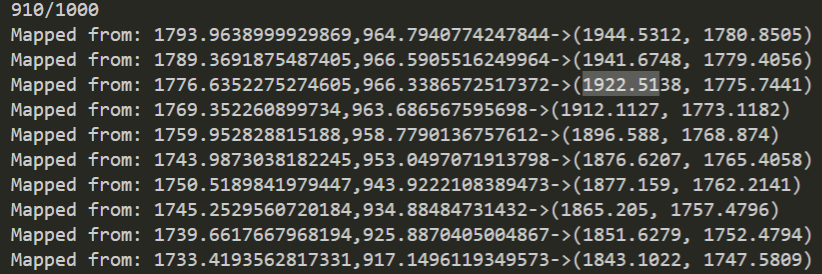 910/1000
Mapped from: 1793.9638999929869,964.7940774247844->(1944.5312, 1780.8505)
Mapped from: 1789.3691875487405,966.5905516249964->(1941.6748, 1779.4056)
Mapped from: 1776.6352275274605,966.3386572517372->(1922.5138, 1775.7441)
Mapped from: 1769.352260899734,963.686567595698->(1912.1127, 1773.1182)
Mapped from: 1759.952828815188,958.7790136757612->(1896.588, 1768.874)
Mapped from: 1743.9873038182245,953.0497071913798->(1876.6207, 1765.4058)
Mapped from: 1750.5189841979447,943.9222108389473->(1877.159, 1762.2141)
Mapped from: 1745.2529560720184,934.88484731432->(1865.205, 1757.4796)
Mapped from: 1739.6617667968194,925.8870405004867->(1851.6279, 1752.4794)
Mapped from: 1733.4193562817331,917.1496119349573->(1843.1022, 1747.5809)